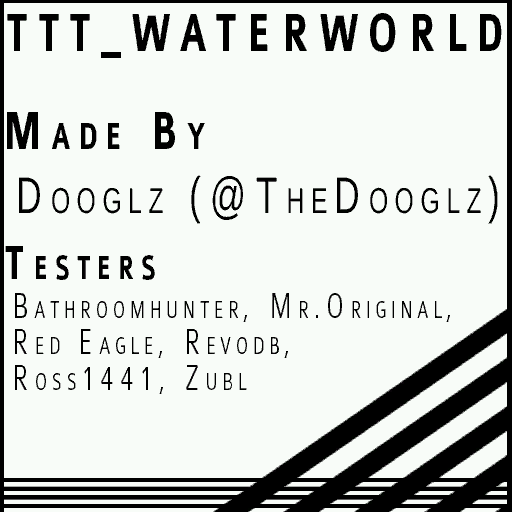 TTT_WATERWORLD
MADE BY
DOOGLZ (@THEDOOGLZ)
TESTERS
BATHROOMHUNTER, MR.ORIGINAL,
RED EAGLE, REVODB,
ROSS1441, ZUBL